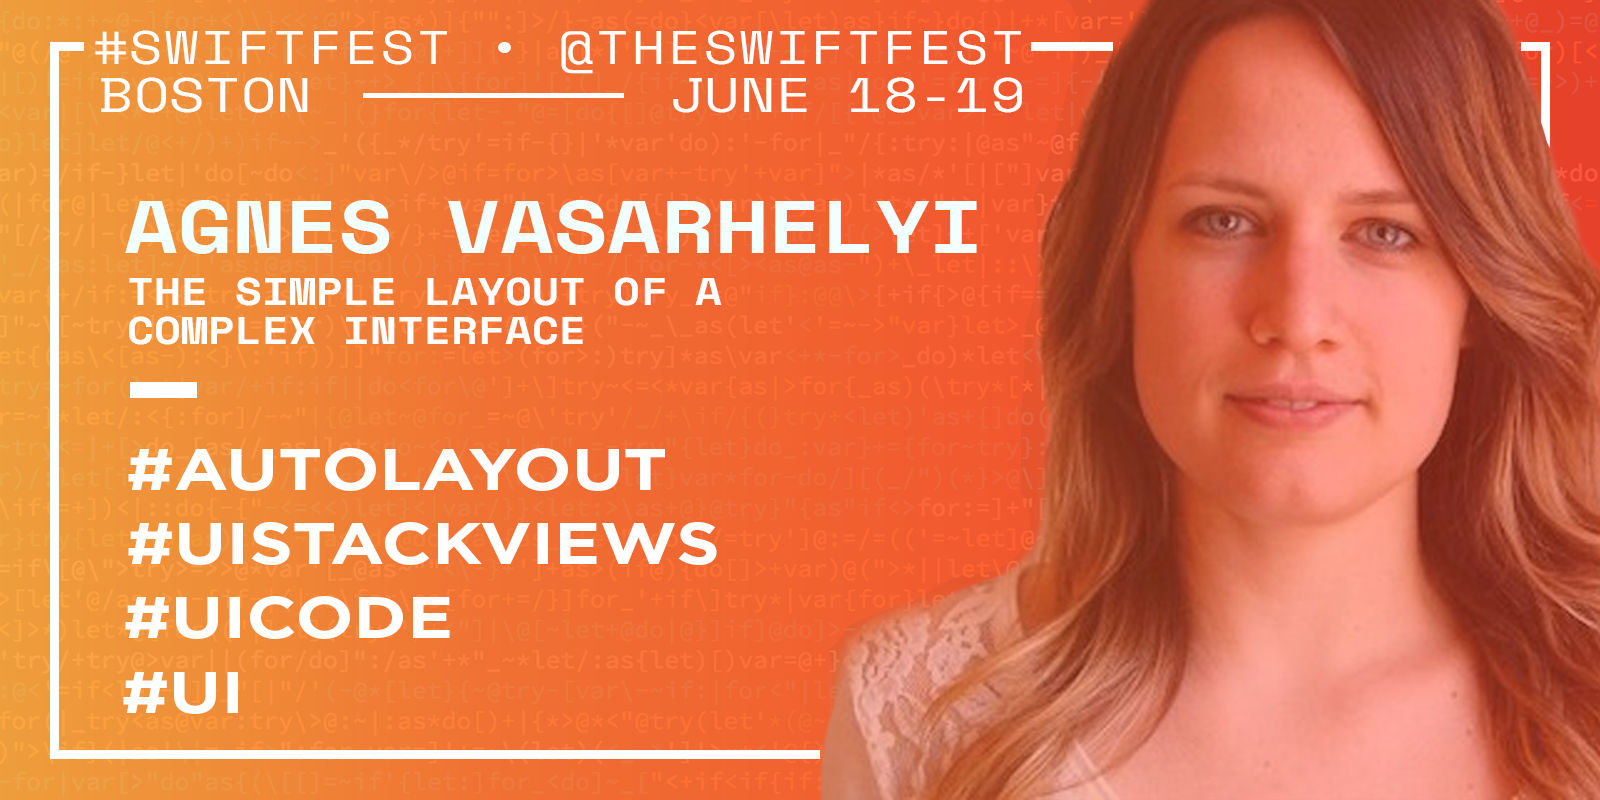 #SWIFTFEST • @THESWIFTFEST
BOSTON JUNE 18-19
AGNES VASARHELYI
THE SIMPLE LAYOUT OF A
COMPLEX INTERFACE
#AUTOLAYOUT
#UISTACKVIEWS
#UICODE
#UI